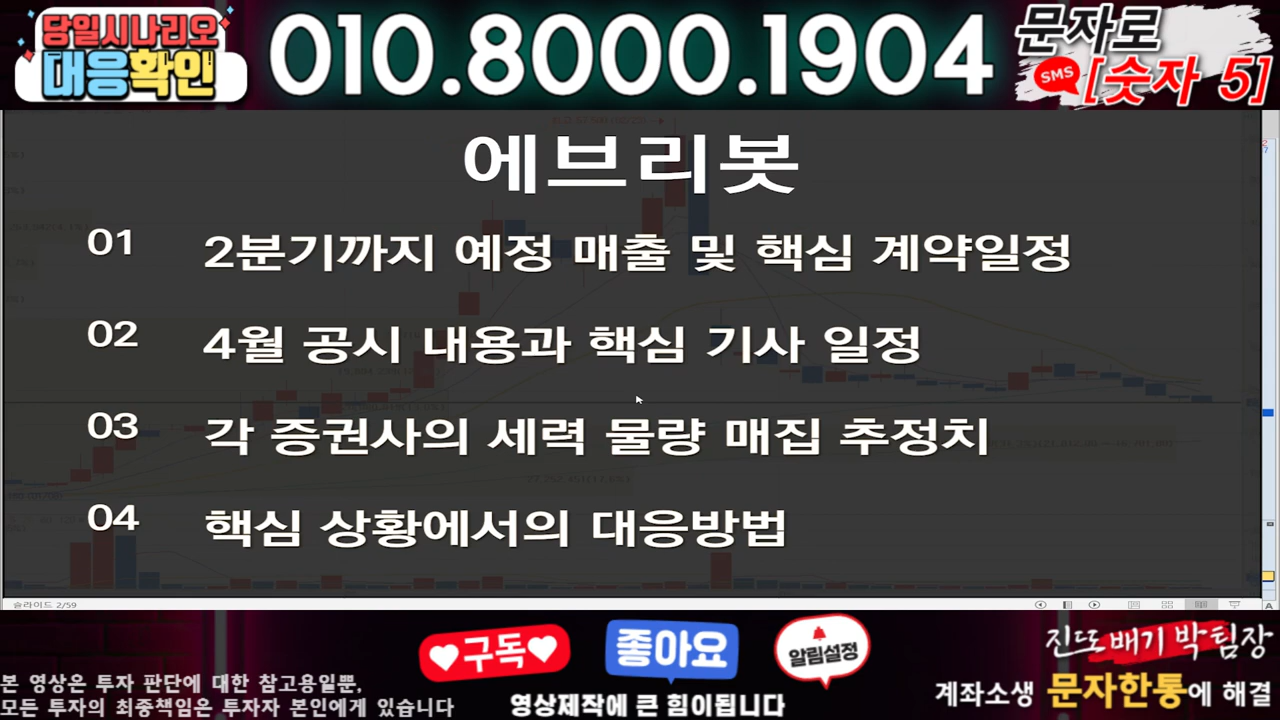 당일시나리오
대응확인
010.8000.1904
문자로
SMS
[숫자 5]
에브리봇
01 2분기까지 예정 매출 및 핵심 계약일정
02 4월 공시 내용과 핵심 기사 일정
03 각 증권사의 세력 물량 매집 추정치
04 핵심 상황에서의 대응방법
슬라이드 2/59
구독
좋아요
알림설정
영상제작에 큰 힘이됩니다
본 영상은 투자 판단에 대한 참고용일뿐,
모든 투자의 최종책임은 투자자 본인에게 있습니다
진또배기 박팀장
계좌소생 문자한통에 해결